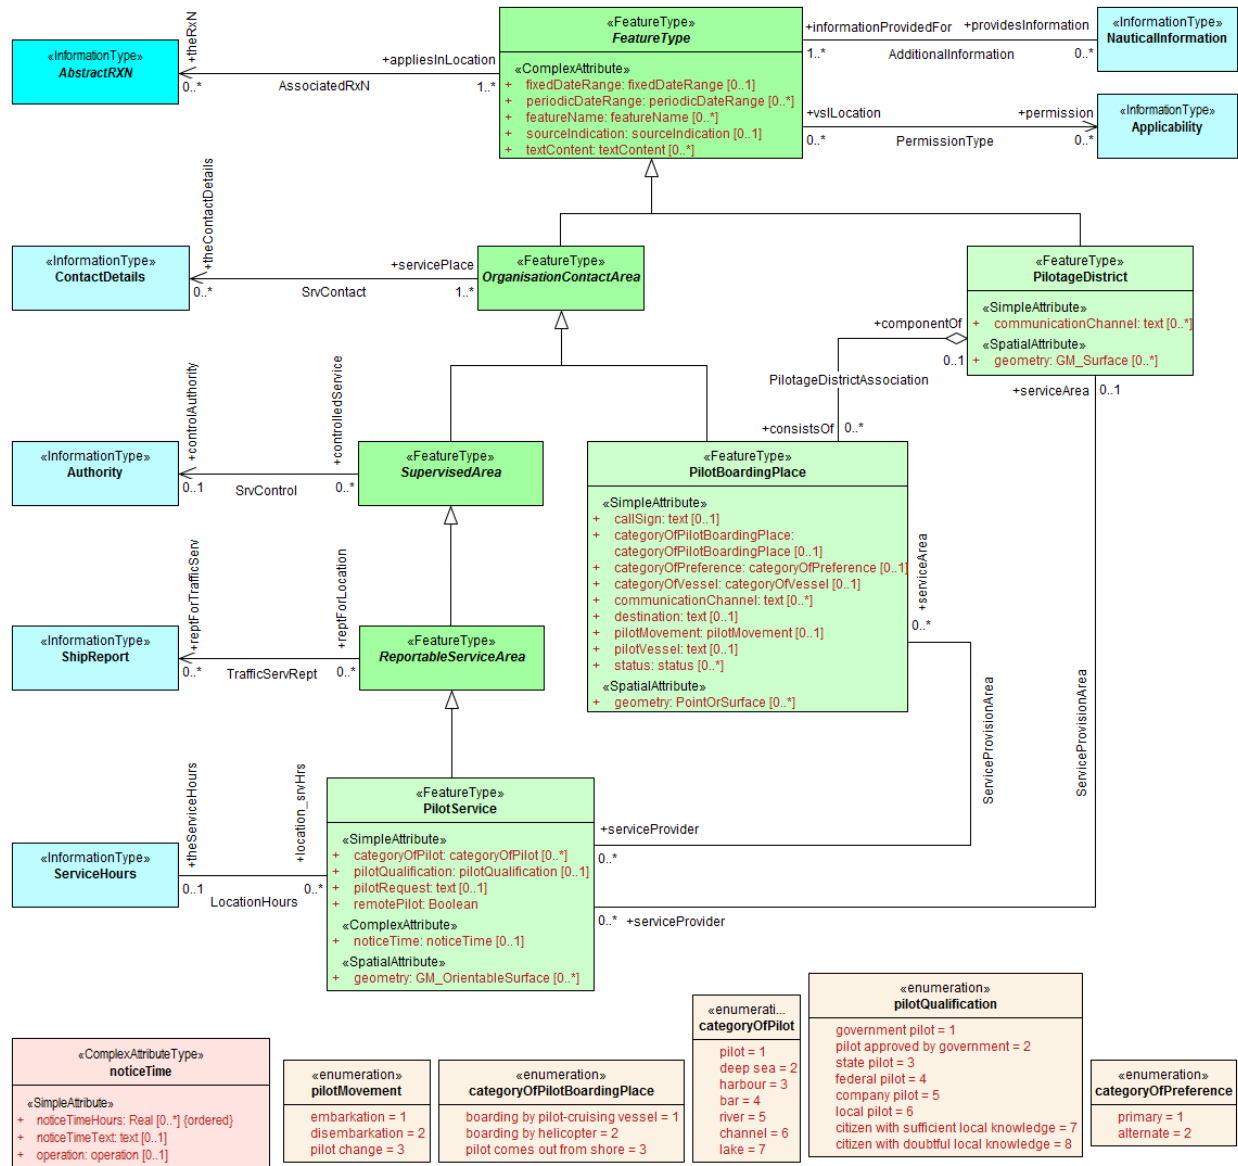 «InformationType»
AbstractRXN
+theRxN
0..*
AssociatedRxN
+appliesInLocation
1..*
«FeatureType»
FeatureType
«ComplexAttribute»
+ fixedDateRange: fixedDateRange [0..1]
+ periodicDateRange: periodicDateRange [0..*]
+ featureName: featureName [0..*]
+ sourceIndication: sourceIndication [0..1]
+ textContent: textContent [0..*]
+informationProvidedFor
1..*
AdditionalInformation
+providesInformation
0..*
«InformationType»
NauticalInformation
+vslLocation
0..*
PermissionType
+permission
0..*
«InformationType»
Applicability
«InformationType»
ContactDetails
+theContactDetails
0..*
SrvContact
+servicePlace
1..*
«FeatureType»
OrganisationContactArea
«FeatureType»
PilotageDistrict
«SimpleAttribute»
+ communicationChannel: text [0..*]
«SpatialAttribute»
+ geometry: GM_Surface [0..*]
+componentOf
0..1
PilotageDistrictAssociation
+consistsOf
0..*
+serviceArea
0..1
«InformationType»
Authority
+controlAuthority
0..1
SrvControl
+controlledService
0..*
«FeatureType»
SupervisedArea
«FeatureType»
PilotBoardingPlace
«SimpleAttribute»
+ callSign: text [0..1]
+ categoryOfPilotBoardingPlace:
categoryOfPilotBoardingPlace [0..1]
+ categoryOfPreference: categoryOfPreference [0..1]
+ categoryOfVessel: categoryOfVessel [0..1]
+ communicationChannel: text [0..*]
+ destination: text [0..1]
+ pilotMovement: pilotMovement [0..1]
+ pilotVessel: text [0..1]
+ status: status [0..*]
«SpatialAttribute»
+ geometry: PointOrSurface [0..*]
+serviceArea
0..*
ServiceProvisionArea
ServiceProvisionArea
«InformationType»
ShipReport
+reptForTrafficServ
0..*
TrafficServRept
+reptForLocation
0..*
«FeatureType»
ReportableServiceArea
«InformationType»
ServiceHours
+theServiceHours
0..1
LocationHours
+location_srvHrs
0..*
«FeatureType»
PilotService
«SimpleAttribute»
+ categoryOfPilot: categoryOfPilot [0..*]
+ pilotQualification: pilotQualification [0..1]
+ pilotRequest: text [0..1]
+ remotePilot: Boolean
«ComplexAttribute»
+ noticeTime: noticeTime [0..1]
«SpatialAttribute»
+ geometry: GM_OrientableSurface [0..*]
+serviceProvider
0..*
0..* +serviceProvider
«ComplexAttributeType»
noticeTime
«SimpleAttribute»
+ noticeTimeHours: Real [0..*] {ordered}
+ noticeTimeText: text [0..1]
+ operation: operation [0..1]
«enumeration»
pilotMovement
embarkation = 1
disembarkation = 2
pilot change = 3
«enumeration»
categoryOfPilotBoardingPlace
boarding by pilot-cruising vessel = 1
boarding by helicopter = 2
pilot comes out from shore = 3
«enumerati...
categoryOfPilot
pilot = 1
deep sea = 2
harbour = 3
bar = 4
river = 5
channel = 6
lake = 7
«enumeration»
pilotQualification
government pilot = 1
pilot approved by government = 2
state pilot = 3
federal pilot = 4
company pilot = 5
local pilot = 6
citizen with sufficient local knowledge = 7
citizen with doubtful local knowledge = 8
«enumeration»
categoryOfPreference
primary = 1
alternate = 2